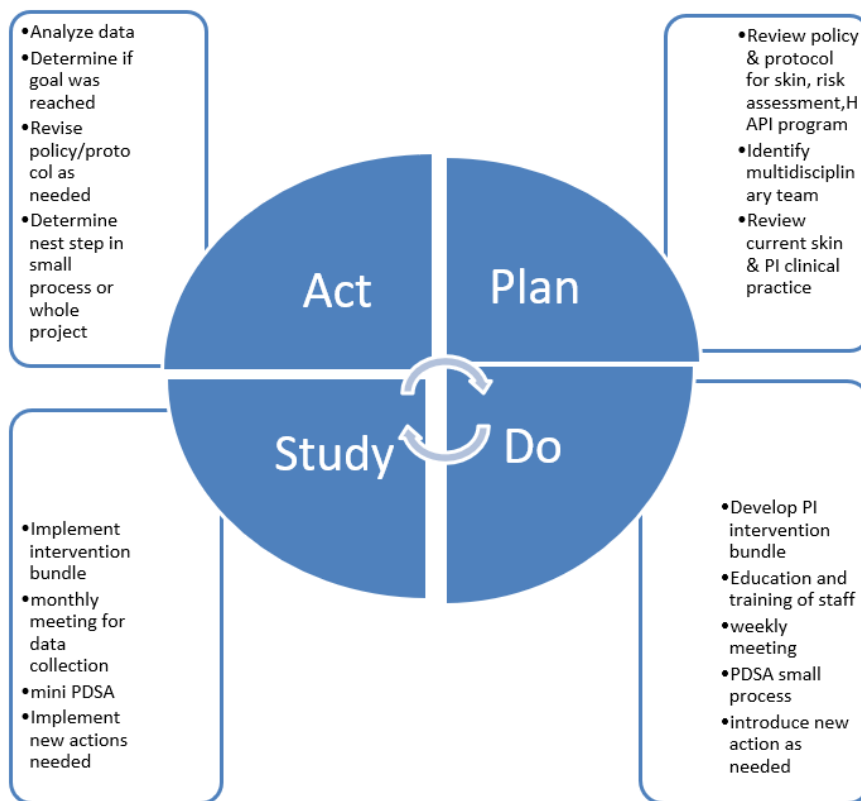 •Analyze data
•Determine if
goal was
reached
•Revise
policy/proto
col as
needed
•Determine
nest step in
small
process or
whole
project
•Review policy
& protocol
for skin, risk
assessment,H
API program
•Identify
multidisciplin
ary team
•Review
current skin
& PI clinical
practice
Act
Plan
Study
Do
•Implement
intervention
bundle
•monthly
meeting for
data
collection
•mini PDSA
•Implement
new actions
needed
•Develop PI
intervention
bundle
•Education and
training of staff
•weekly
meeting
•PDSA small
process
•introduce new
action as
needed